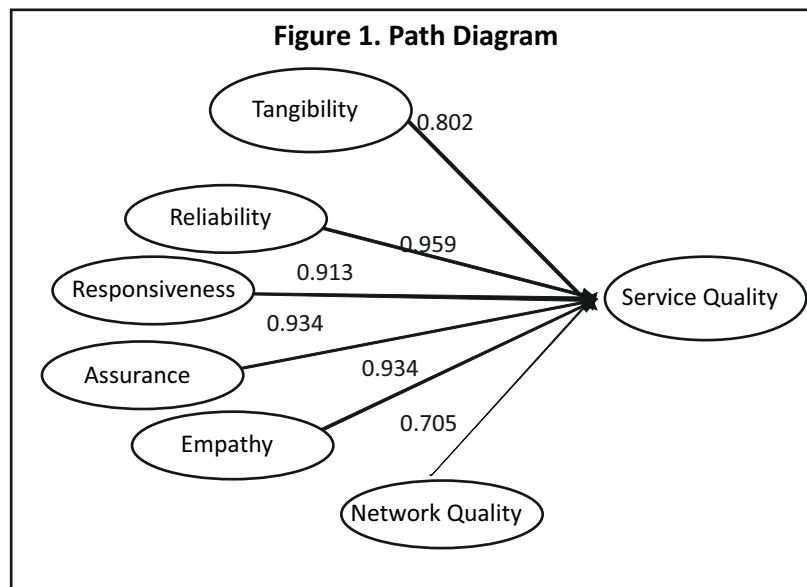 Figure 1. Path Diagram
Tangibility
0.802
Reliability
0.959
0.913
Responsiveness
Service Quality
0.934
Assurance
0.934
Empathy
0.705
Network Quality